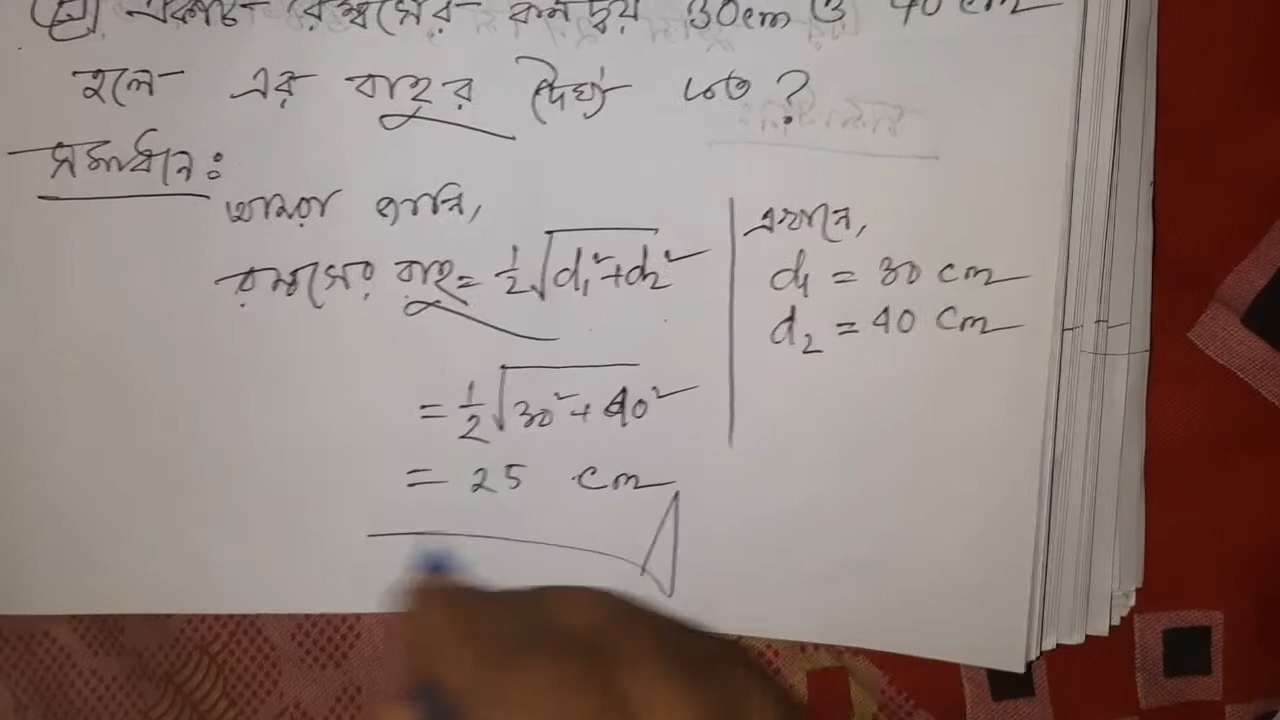 একটি রম্বসের কর্ণদ্বয় 30cm ও 40 cm
হলে এর বাহুর দৈর্ঘ্য কত?
সমাধান:
আমরা জানি,
রম্বসের বাহু = 1/2 √(d₁² + d₂²)
= 1/2 √(30² + 40²)
= 25 cm
এখানে,
d₁ = 30 cm
d₂ = 40 cm